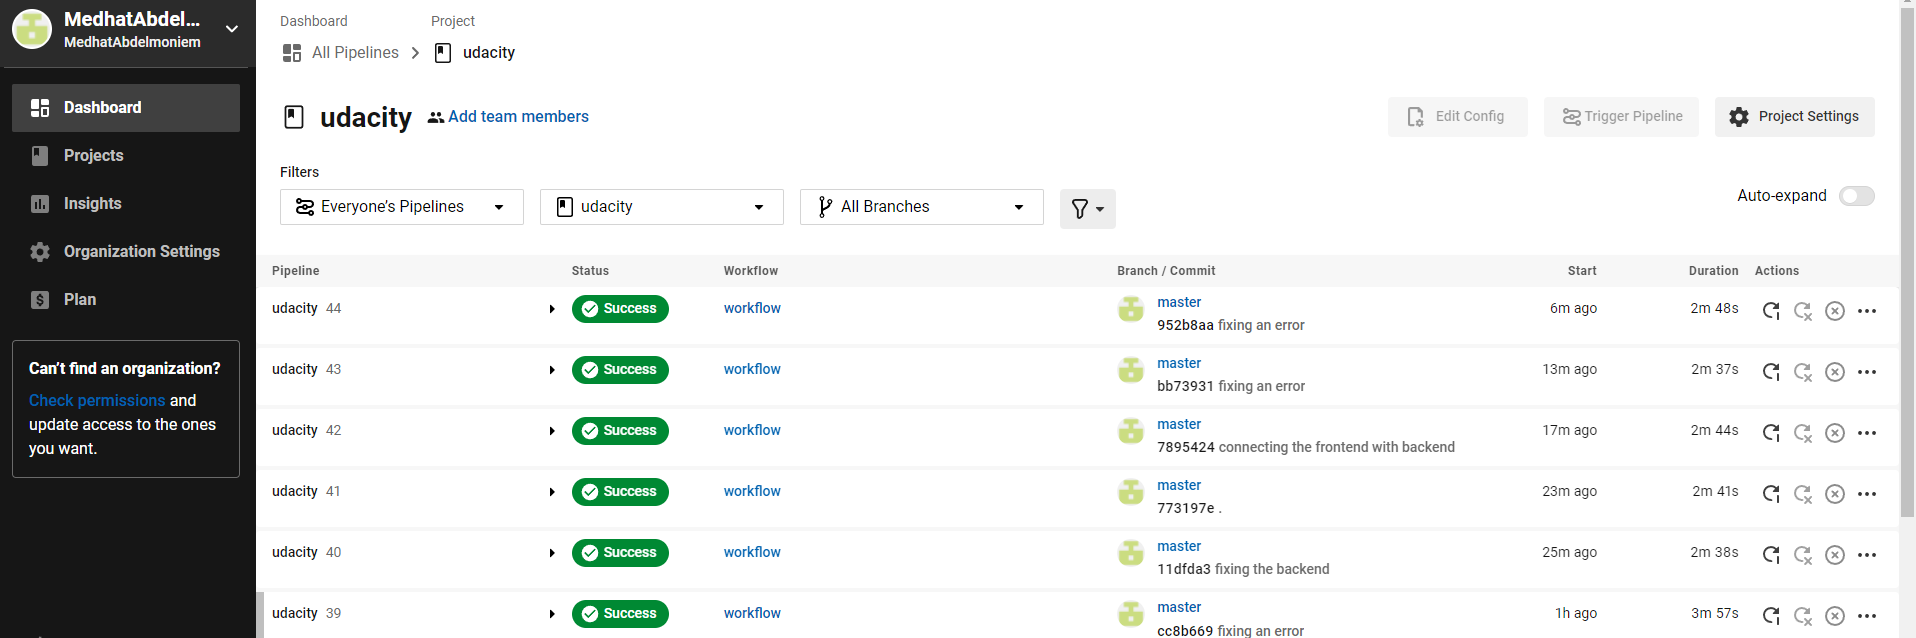 MedhatAbdel...
MedhatAbdelmoniem
Dashboard
Projects
Insights
Organization Settings
Plan
Can't find an organization?
Check permissions and
update access to the ones
you want.
Dashboard Project
All Pipelines udacity
udacity Add team members
Edit Config Trigger Pipeline Project Settings
Filters
Everyone's Pipelines udacity All Branches
Auto-expand
Pipeline Status Workflow Branch / Commit Start Duration Actions
udacity 44 Success workflow master 6m ago 2m 48s
952b8aa fixing an error
udacity 43 Success workflow master 13m ago 2m 37s
bb73931 fixing an error
udacity 42 Success workflow master 17m ago 2m 44s
7895424 connecting the frontend with backend
udacity 41 Success workflow master 23m ago 2m 41s
773197e .
udacity 40 Success workflow master 25m ago 2m 38s
11dfda3 fixing the backend
udacity 39 Success workflow master 1h ago 3m 57s
cc8b669 fixing an error